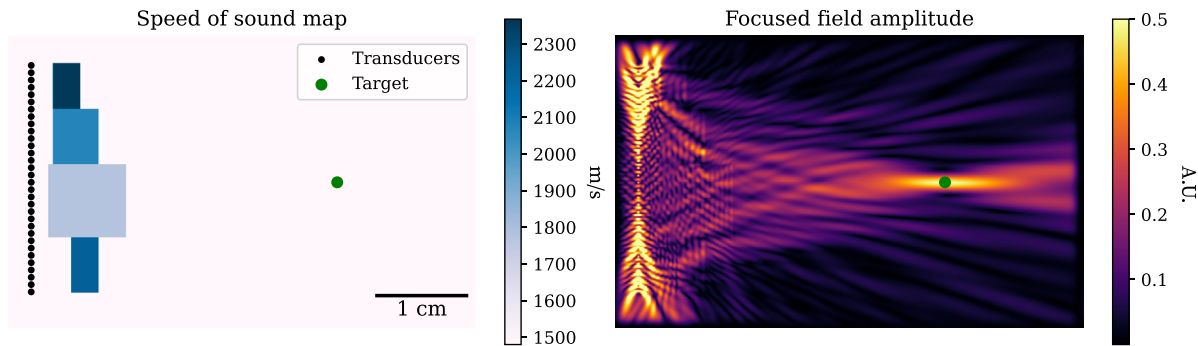 Speed of sound map
Transducers
Target
1 cm
2300
2200
2100
2000
1900
1800
1700
1600
1500
m/s
Focused field amplitude
0.5
0.4
0.3
0.2
0.1
A.U.